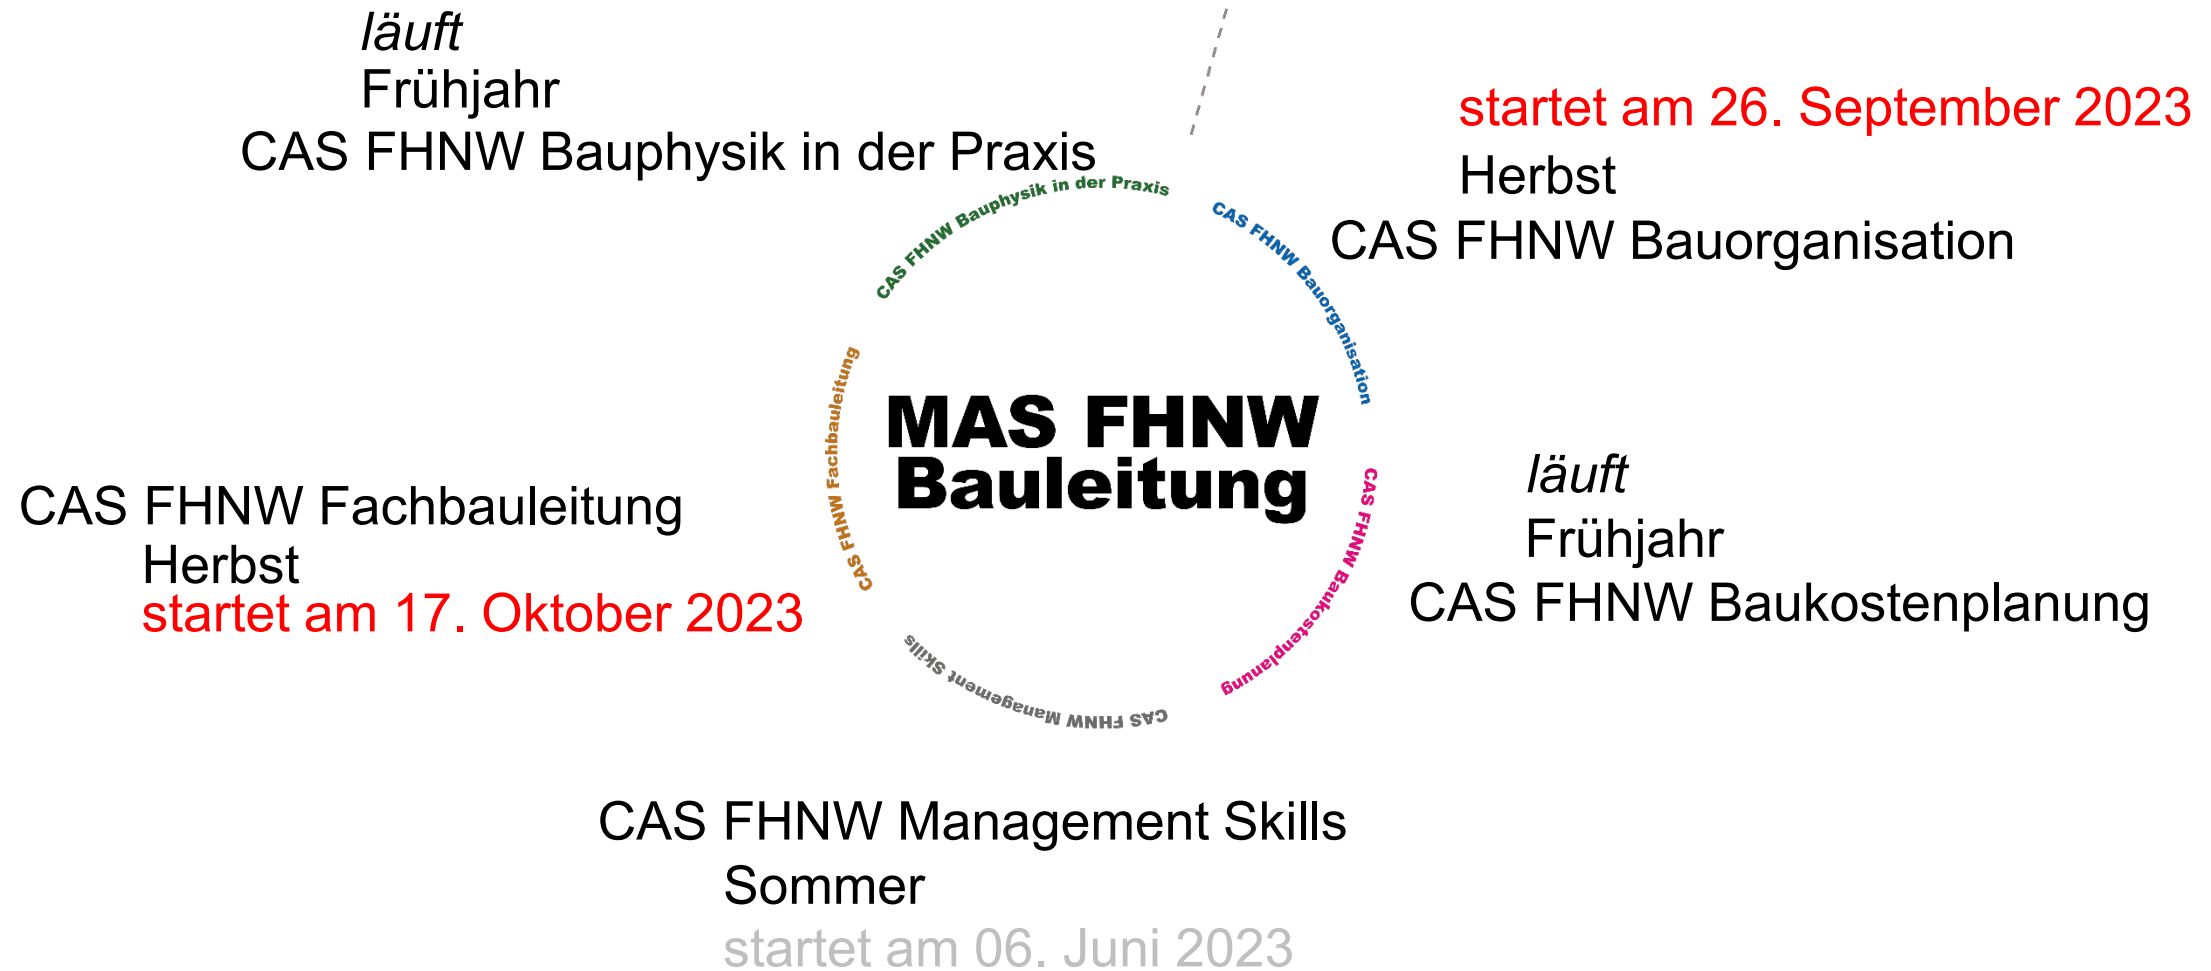 läuft
Frühjahr
CAS FHNW Bauphysik in der Praxis
startet am 26. September 2023
Herbst
CAS FHNW Bauorganisation
CAS FHNW Bauphysik in der Praxis
CAS FHNW Bauorganisation
CAS FHNW Fachbauleitung
MAS FHNW
Bauleitung
CAS FHNW Baukostenplanung
CAS FHNW Management Skills
CAS FHNW Fachbauleitung
Herbst
startet am 17. Oktober 2023
läuft
Frühjahr
CAS FHNW Baukostenplanung
CAS FHNW Management Skills
Sommer
startet am 06. Juni 2023